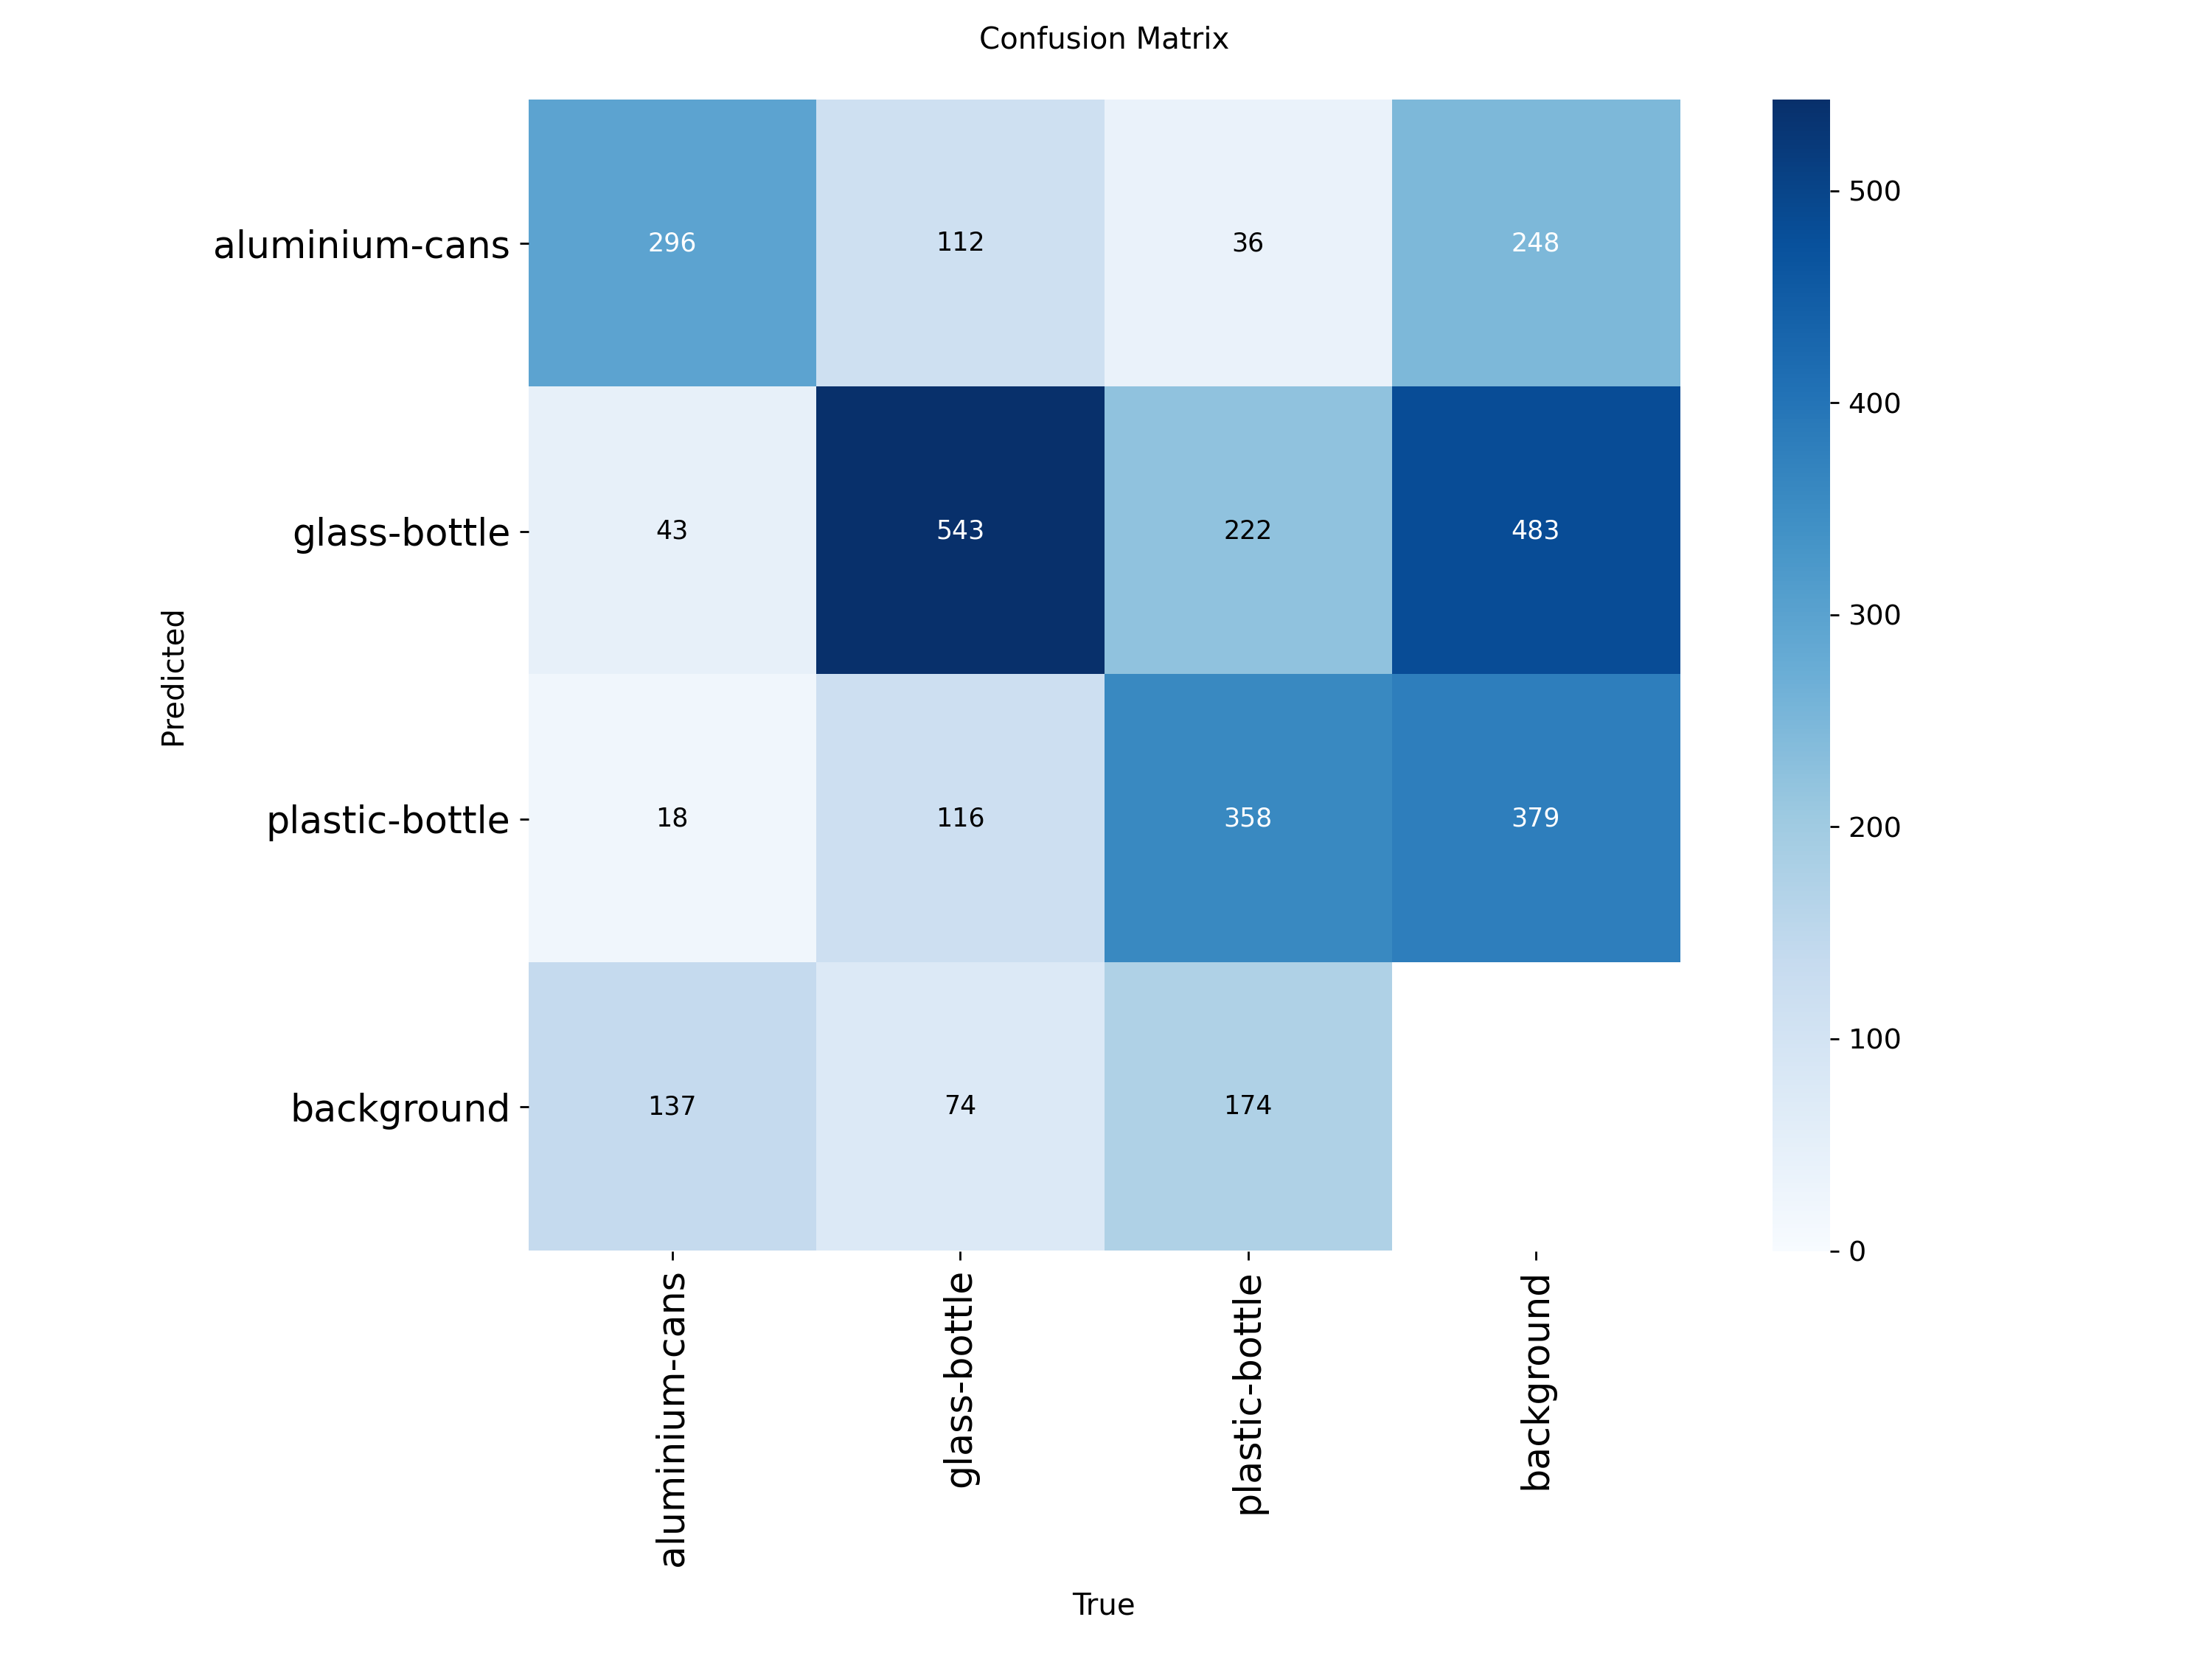 Confusion Matrix
aluminium-cans 296 112 36 248
glass-bottle 43 543 222 483
plastic-bottle 18 116 358 379
background 137 74 174
Predicted
aluminium-cans glass-bottle plastic-bottle background
True
500
400
300
200
100
0